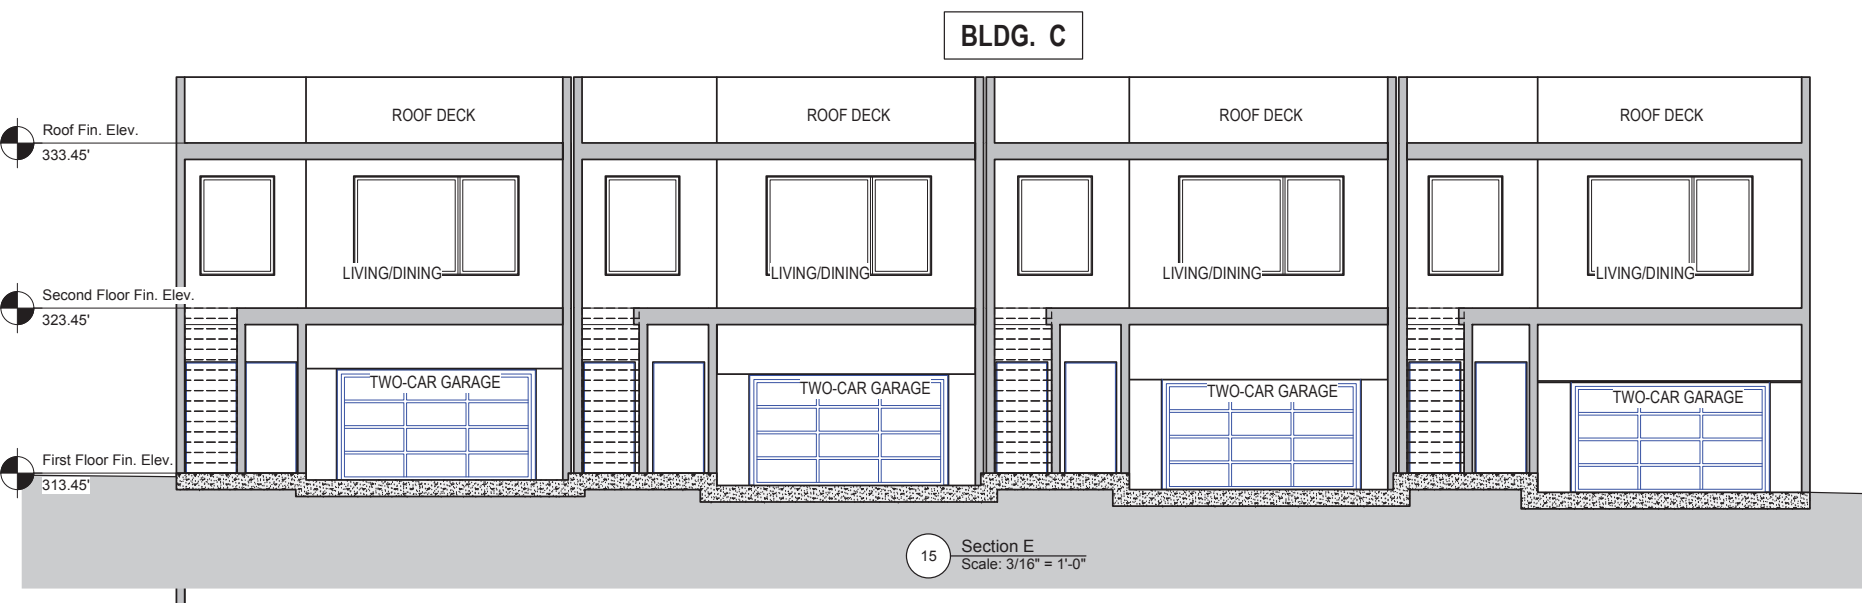 BLDG. C
ROOF DECK
ROOF DECK
ROOF DECK
ROOF DECK
Roof Fin. Elev.
333.45'
LIVING/DINING
LIVING/DINING
LIVING/DINING
LIVING/DINING
Second Floor Fin. Elev.
323.45'
TWO-CAR GARAGE
TWO-CAR GARAGE
TWO-CAR GARAGE
TWO-CAR GARAGE
First Floor Fin. Elev.
313.45'
15
Section E
Scale: 3/16" = 1'-0"